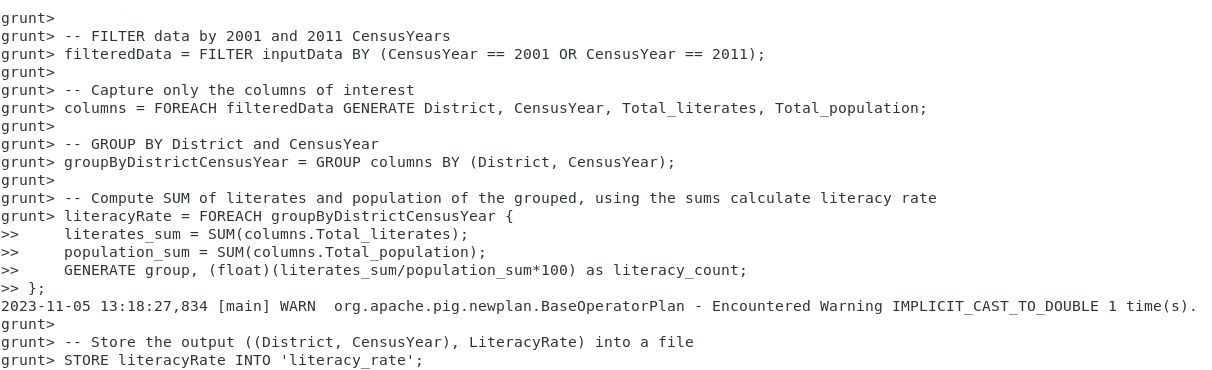 grunt>
grunt> -- FILTER data by 2001 and 2011 CensusYears
grunt> filteredData = FILTER inputData BY (CensusYear == 2001 OR CensusYear == 2011);
grunt>
grunt> -- Capture only the columns of interest
grunt> columns = FOREACH filteredData GENERATE District, CensusYear, Total_literates, Total_population;
grunt>
grunt> -- GROUP BY District and CensusYear
grunt> groupByDistrictCensusYear = GROUP columns BY (District, CensusYear);
grunt>
grunt> -- Compute SUM of literates and population of the grouped, using the sums calculate literacy rate
grunt> literacyRate = FOREACH groupByDistrictCensusYear {
>>     literates_sum = SUM(columns.Total_literates);
>>     population_sum = SUM(columns.Total_population);
>>     GENERATE group, (float)(literates_sum/population_sum*100) as literacy_count;
>> };
2023-11-05 13:18:27,834 [main] WARN  org.apache.pig.newplan.BaseOperatorPlan - Encountered Warning IMPLICIT_CAST_TO_DOUBLE 1 time(s).
grunt>
grunt> -- Store the output ((District, CensusYear), LiteracyRate) into a file
grunt> STORE literacyRate INTO 'literacy_rate';